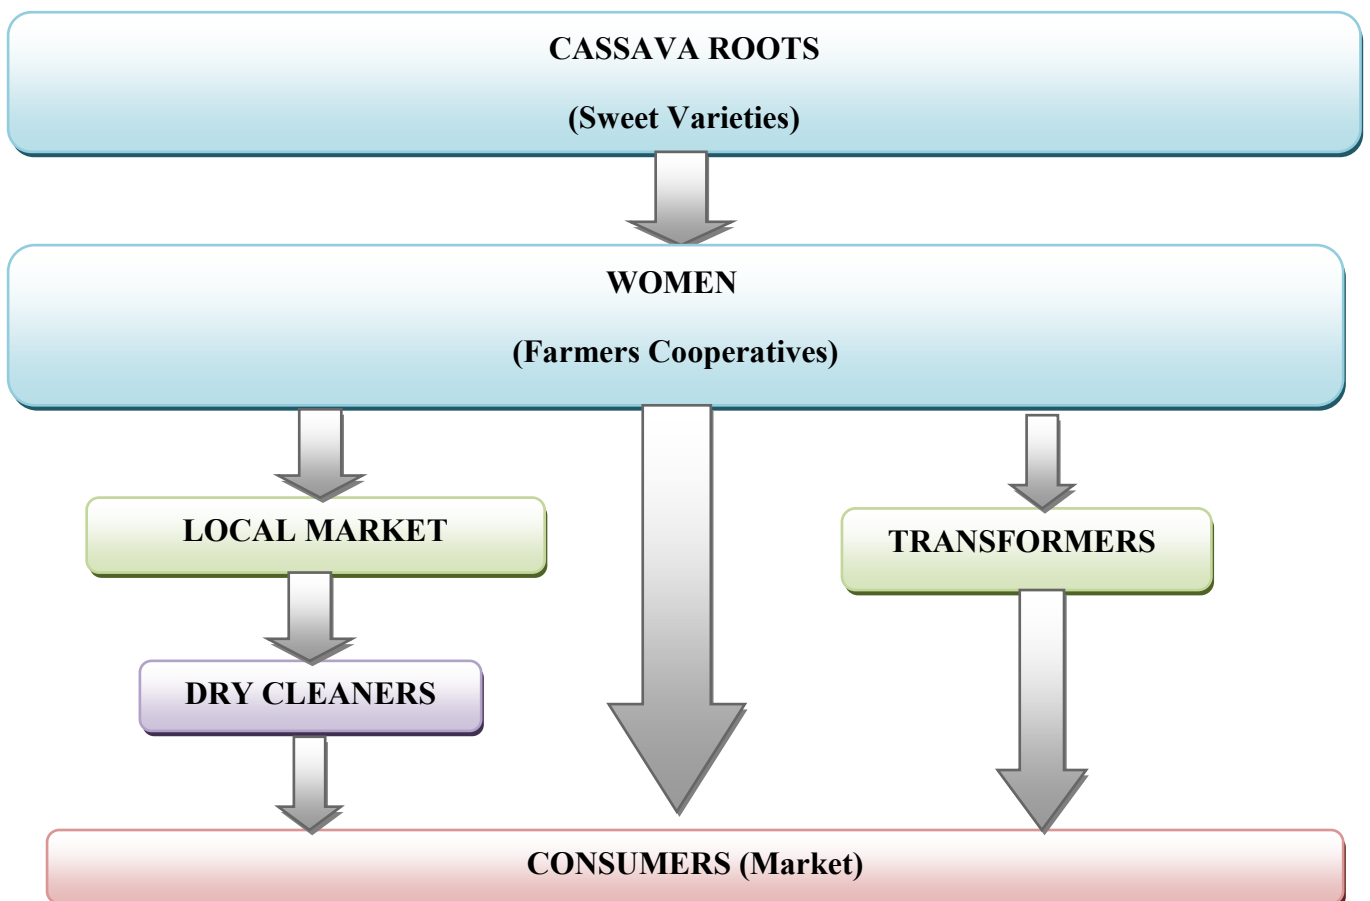 CASSAVA ROOTS
(Sweet Varieties)
WOMEN
(Farmers Cooperatives)
LOCAL MARKET
TRANSFORMERS
DRY CLEANERS
CONSUMERS (Market)